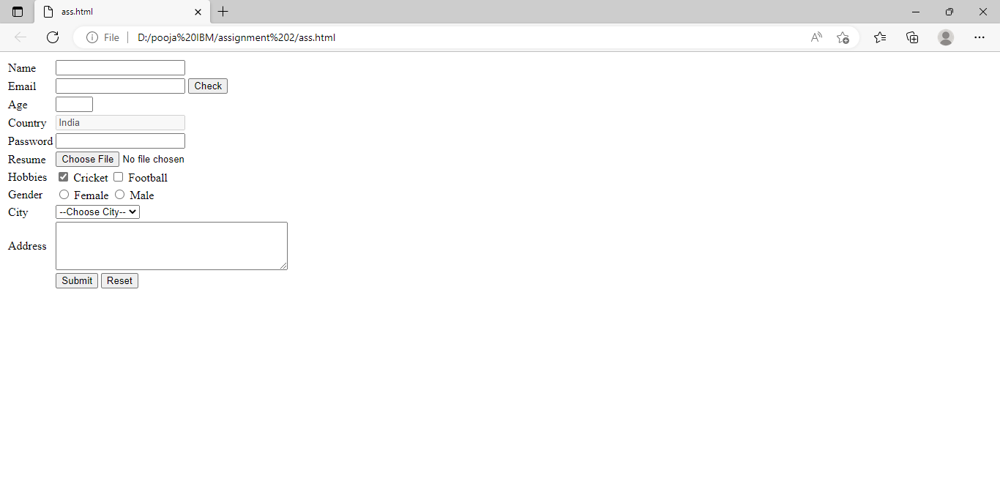 ass.html
File D:/pooja%20IBM/assignment%202/ass.html
Name
Email Check
Age
Country India
Password
Resume Choose File No file chosen
Hobbies Cricket Football
Gender Female Male
City --Choose City--
Address
Submit Reset